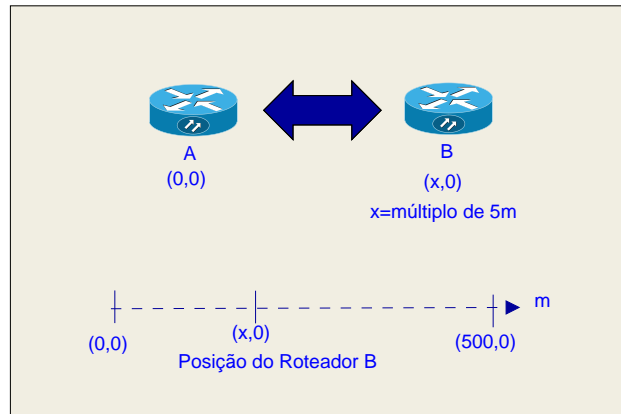 A
(0,0)
B
(x,0)
x=múltiplo de 5m
m
(0,0)
(x,0)
(500,0)
Posição do Roteador B